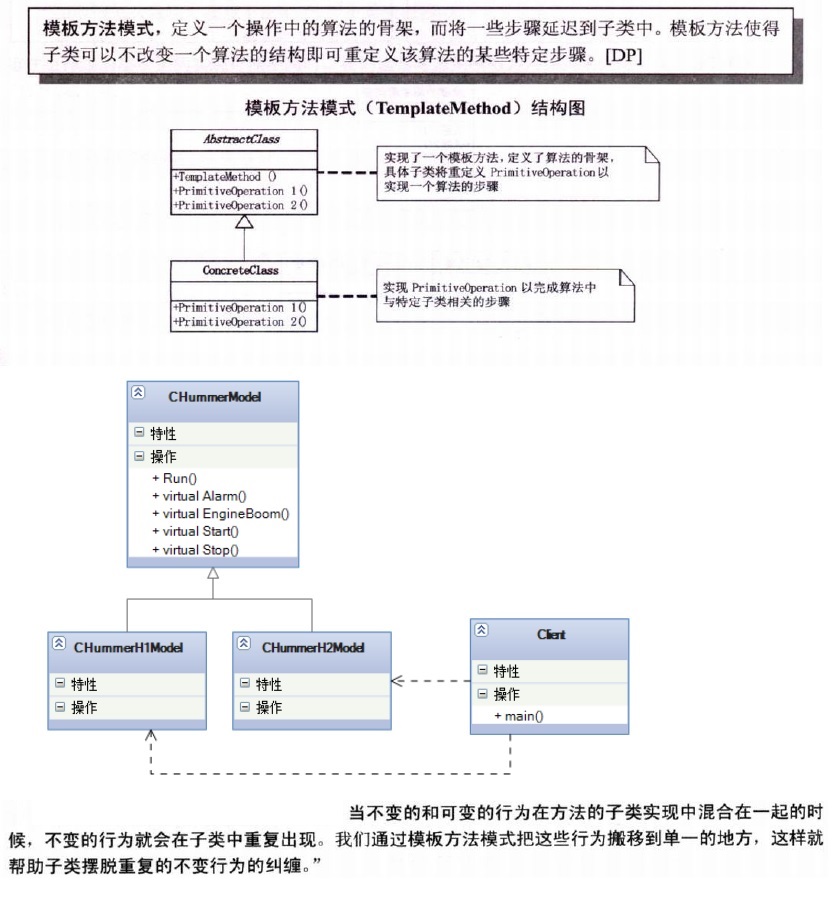 模板方法模式，定义一个操作中的算法的骨架，而将一些步骤延迟到子类中。模板方法使得
子类可以不改变一个算法的结构即可重定义该算法的某些特定步骤。[DP]
模板方法模式（TemplateMethod）结构图
AbstractClass
+TemplateMethod ()
+PrimitiveOperation 1()
+PrimitiveOperation 2()
实现了一个模板方法，定义了算法的骨架，
具体子类将重定义 PrimitiveOperation 以
实现一个算法的步骤
ConcreteClass
+PrimitiveOperation 1()
+PrimitiveOperation 2()
实现 PrimitiveOperation 以完成算法中
与特定子类相关的步骤
CHummerModel
特性
操作
+ Run()
+ virtual Alarm()
+ virtual EngineBoom()
+ virtual Start()
+ virtual Stop()
CHummerH1Model
特性
操作
CHummerH2Model
特性
操作
Client
特性
操作
+ main()
当不变的和可变的行为在方法的子类实现中混合在一起的时
候，不变的行为就会在子类中重复出现。我们通过模板方法模式把这些行为搬移到单一的地方，这样就
帮助子类摆脱重复的不变行为的纠缠。”